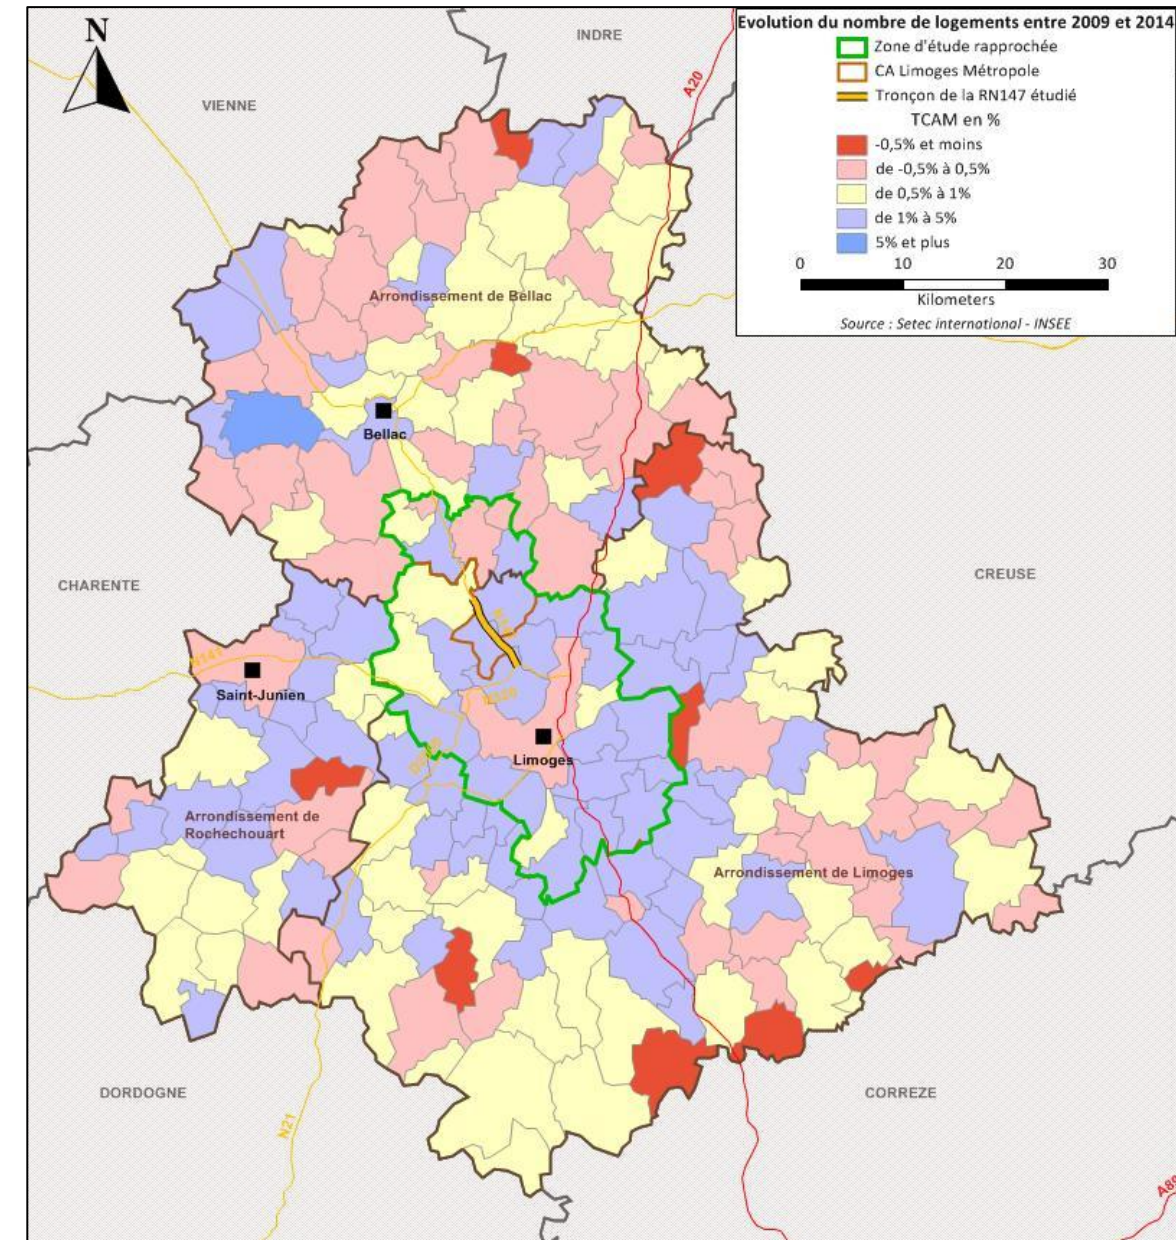 N
INDRE
VIENNE
A20
Evolution du nombre de logements entre 2009 et 2014
Zone d'étude rapprochée
CA Limoges Métropole
Tronçon de la RN147 étudié
TCAM en %
-0,5% et moins
de -0,5% à 0,5%
de 0,5% à 1%
de 1% à 5%
5% et plus
0 10 20 30
Kilometers
Source : Setec international - INSEE
Arrondissement de Bellac
Bellac
CHARENTE
CREUSE
N141
Saint-Junien
Limoges
Arrondissement de
Rochechouart
Arrondissement de Limoges
DORDOGNE
CORREZE
N21